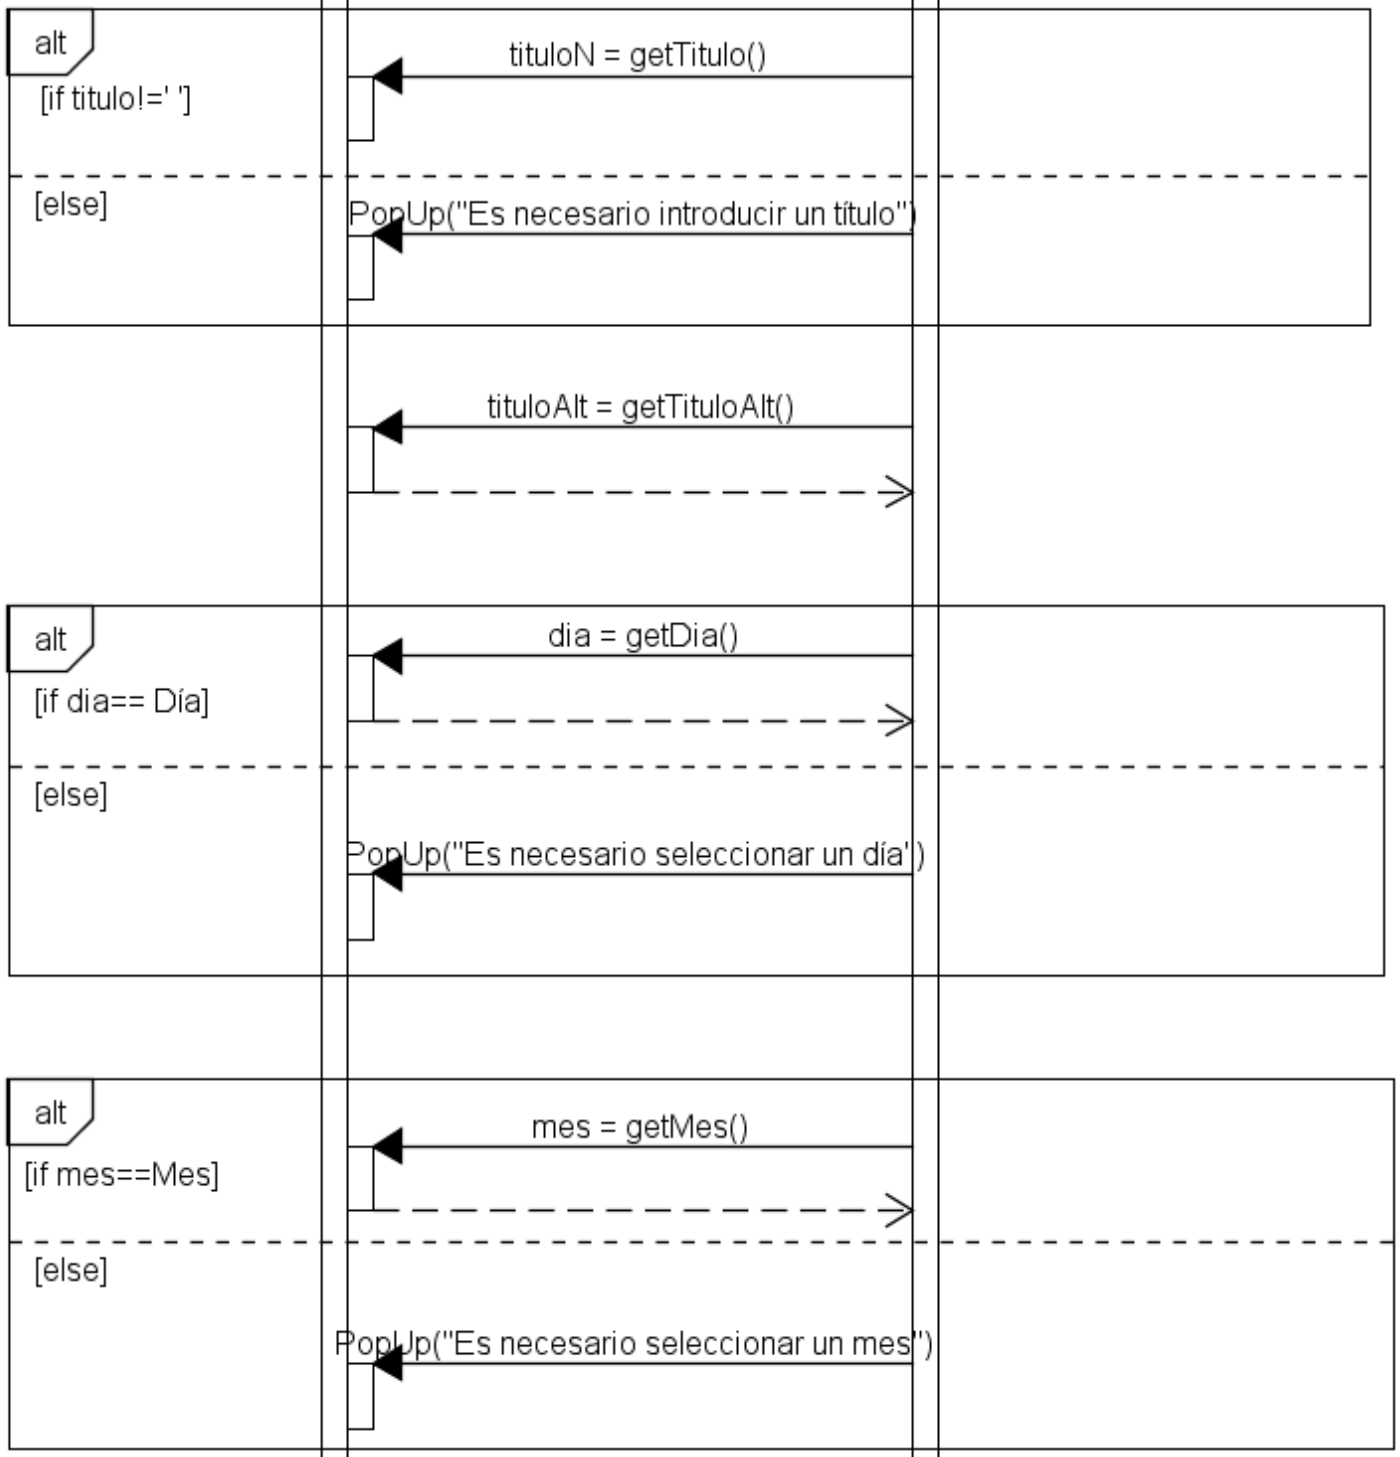 alt
tituloN = getTitulo()
[if titulo!=' ']
[else]
PopUp("Es necesario introducir un título")
tituloAlt = getTituloAlt()
alt
dia = getDia()
[if dia== Día]
[else]
PopUp("Es necesario seleccionar un día")
alt
mes = getMes()
[if mes==Mes]
[else]
PopUp("Es necesario seleccionar un mes")